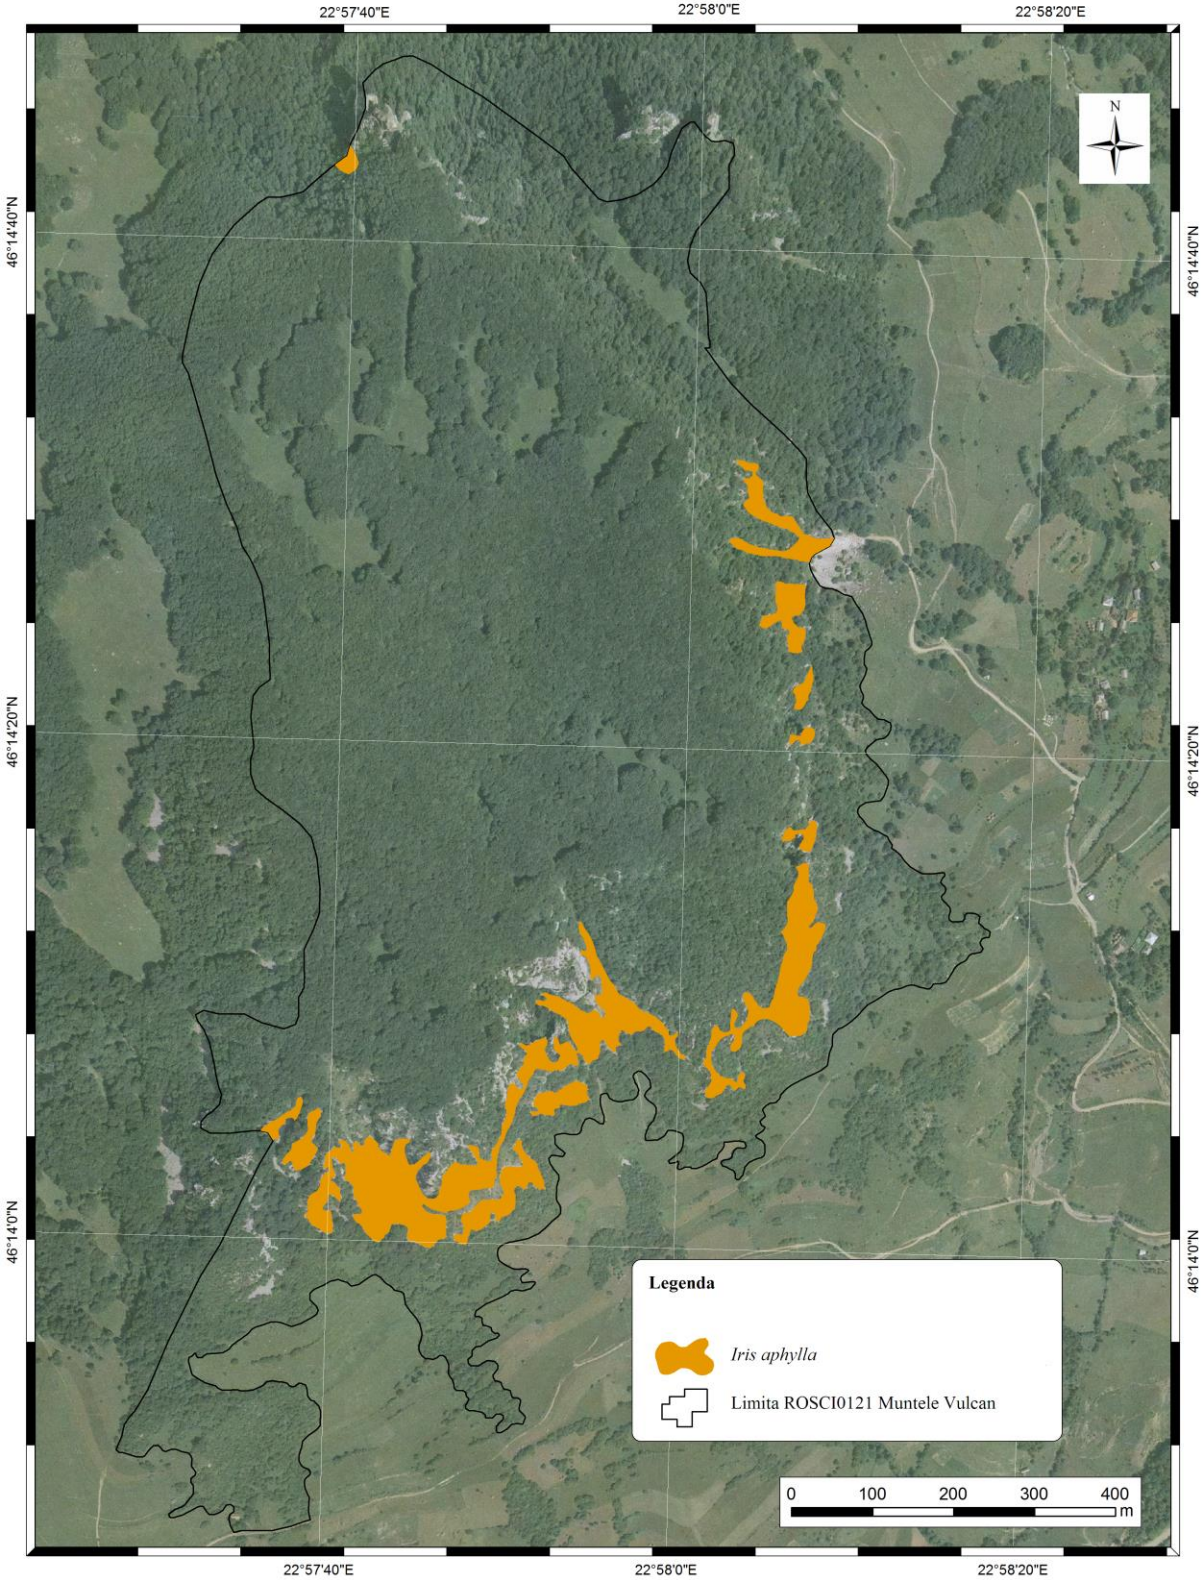 22°57'40"E 22°58'0"E 22°58'20"E
N
46°14'40"N 46°14'40"N
46°14'20"N 46°14'20"N
46°14'0"N 46°14'0"N
Legenda
Iris aphylla
Limita ROSCI0121 Muntele Vulcan
0 100 200 300 400
m
22°57'40"E 22°58'0"E 22°58'20"E